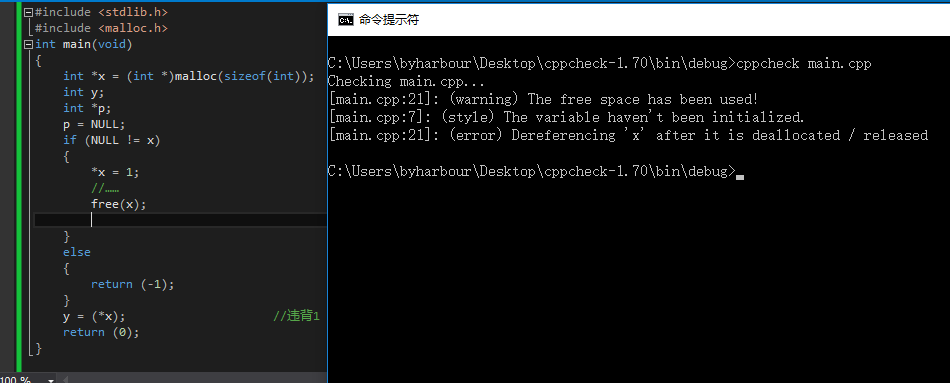 #include <stdlib.h>
#include <malloc.h>
int main(void)
{
int *x = (int *)malloc(sizeof(int));
int y;
int *p;
p = NULL;
if (NULL != x)
{
*x = 1;
//……
free(x);
}
else
{
return (-1);
}
y = (*x); //违背1
return (0);
}
100 %
命令提示符
C:\Users\byharbour\Desktop\cppcheck-1.70\bin\debug>cppcheck main.cpp
Checking main.cpp...
[main.cpp:21]: (warning) The free space has been used!
[main.cpp:7]: (style) The variable haven't been initialized.
[main.cpp:21]: (error) Dereferencing 'x' after it is deallocated / released
C:\Users\byharbour\Desktop\cppcheck-1.70\bin\debug>